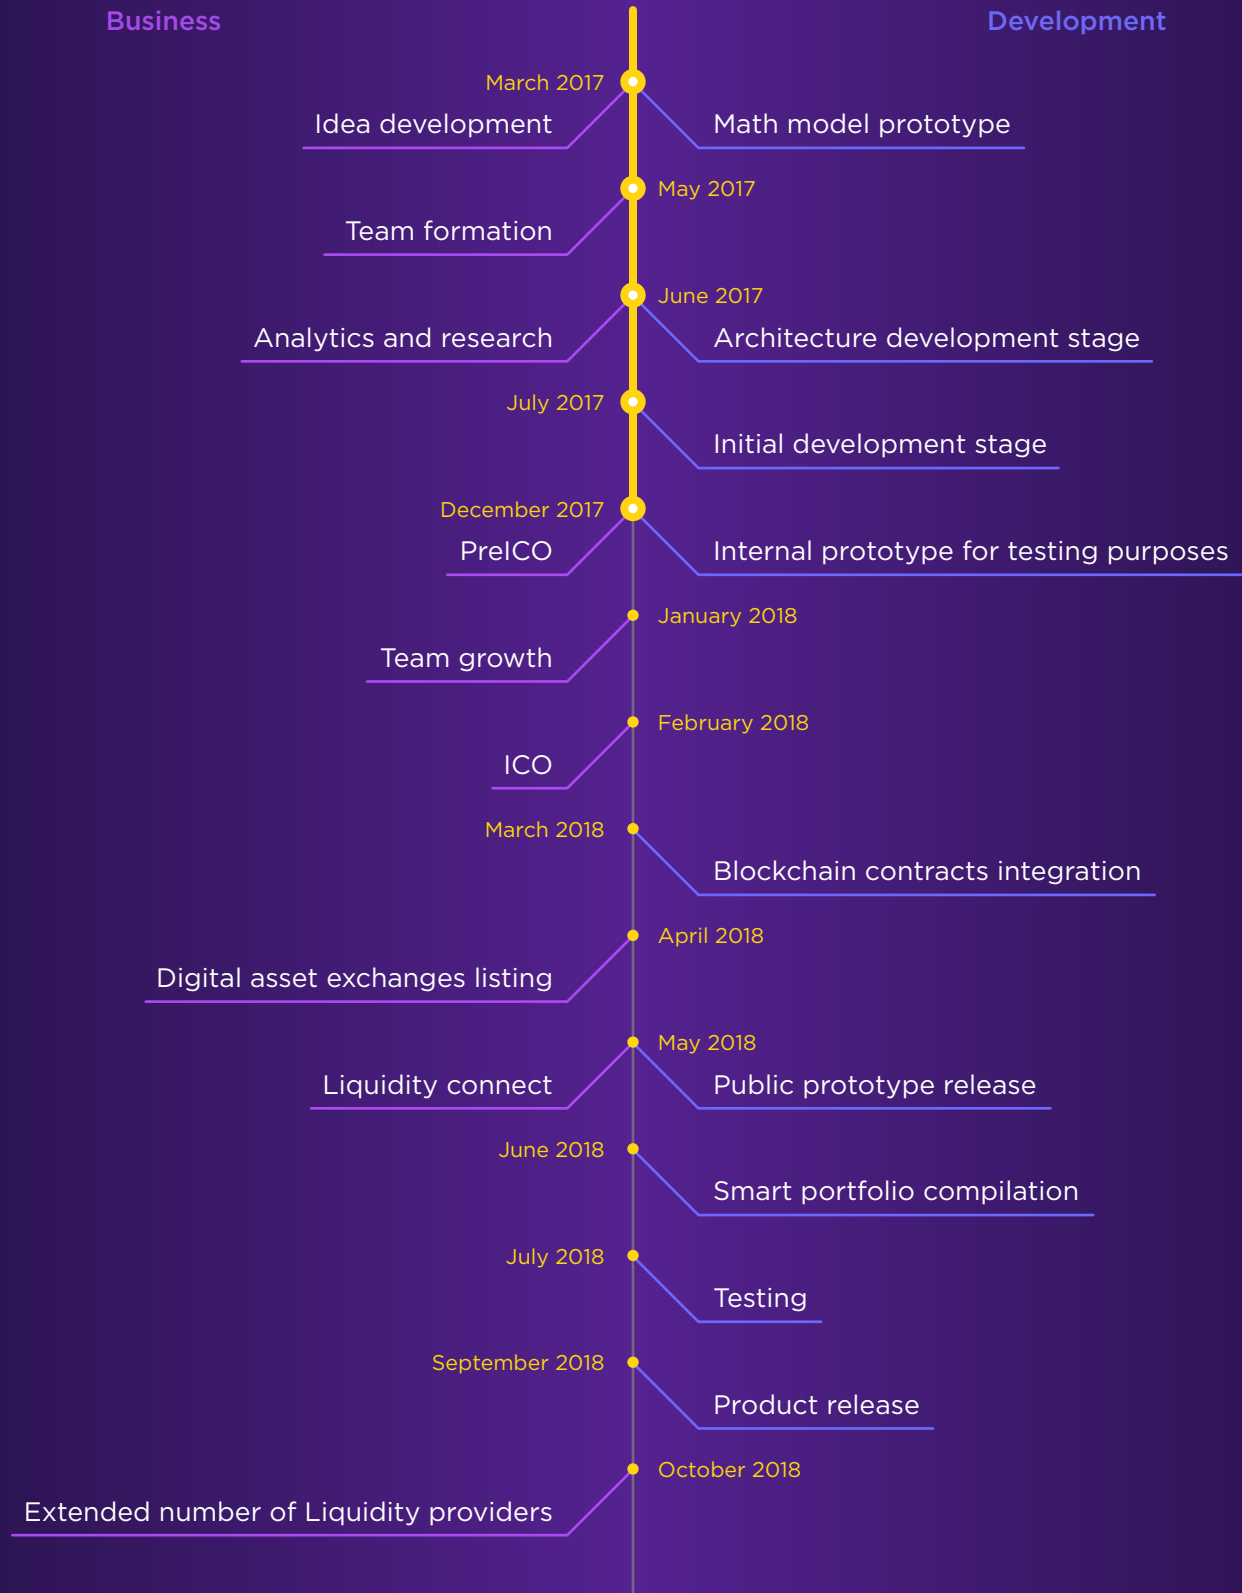 Business
Development
March 2017
Idea development
Math model prototype
May 2017
Team formation
June 2017
Analytics and research
Architecture development stage
July 2017
Initial development stage
December 2017
PreICO
Internal prototype for testing purposes
January 2018
Team growth
February 2018
ICO
March 2018
Blockchain contracts integration
April 2018
Digital asset exchanges listing
May 2018
Liquidity connect
Public prototype release
June 2018
Smart portfolio compilation
July 2018
Testing
September 2018
Product release
October 2018
Extended number of Liquidity providers